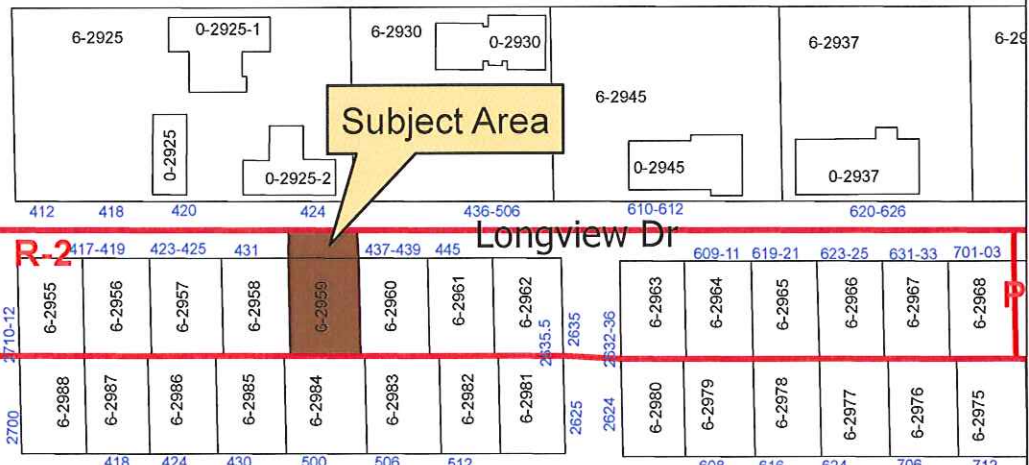 6-2925 0-2925-1 6-2930 0-2930 6-2937 6-29
6-2945
Subject Area
0-2925 0-2925-2 0-2945 0-2937
412 418 420 424 436-506 610-612 620-626
Longview Dr
R-2 417-419 423-425 431 437-439 445 609-11 619-21 623-25 631-33 701-03
2710-12 6-2955 6-2956 6-2957 6-2958 6-2959 6-2960 6-2961 6-2962 2635.5 2635 2632-36 6-2963 6-2964 6-2965 6-2966 6-2967 6-2968 P
2700 6-2988 6-2987 6-2986 6-2985 6-2984 6-2983 6-2982 6-2981 2625 2624 6-2980 6-2979 6-2978 6-2977 6-2976 6-2975
418 424 430 500 506 512 608 616 624 706 712